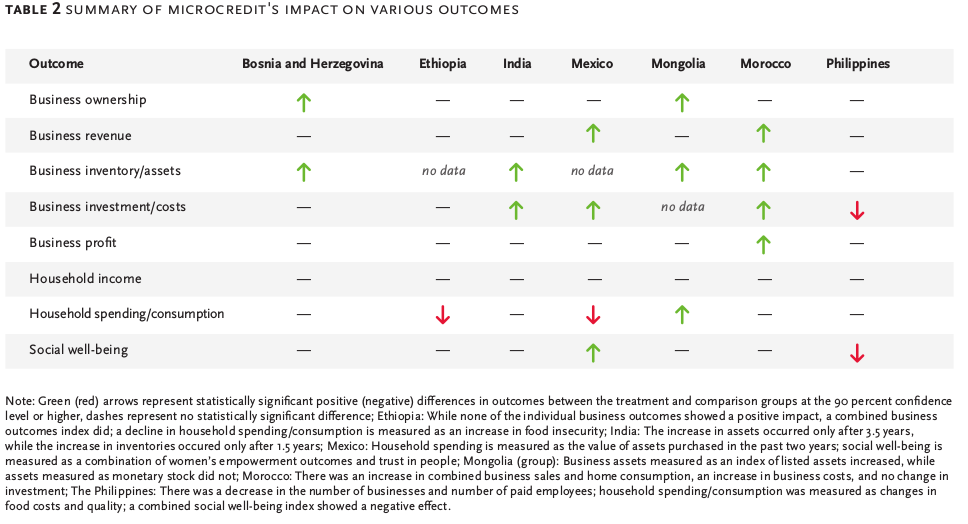 TABLE 2 SUMMARY OF MICROCREDIT'S IMPACT ON VARIOUS OUTCOMES
Outcome Bosnia and Herzegovina Ethiopia India Mexico Mongolia Morocco Philippines
Business ownership ↑ — — — ↑ — —
Business revenue — — — ↑ — ↑ —
Business inventory/assets ↑ no data ↑ no data ↑ ↑ —
Business investment/costs — — ↑ ↑ no data ↑ ↓
Business profit — — — — — ↑ —
Household income — — — — — — —
Household spending/consumption — ↓ — ↓ ↑ — —
Social well-being — — — ↑ — — ↓
Note: Green (red) arrows represent statistically significant positive (negative) differences in outcomes between the treatment and comparison groups at the 90 percent confidence
level or higher, dashes represent no statistically significant difference; Ethiopia: While none of the individual business outcomes showed a positive impact, a combined business
outcomes index did; a decline in household spending/consumption is measured as an increase in food insecurity; India: The increase in assets occurred only after 3.5 years,
while the increase in inventories occured only after 1.5 years; Mexico: Household spending is measured as the value of assets purchased in the past two years; social well-being is
measured as a combination of women's empowerment outcomes and trust in people; Mongolia (group): Business assets measured as an index of listed assets increased, while
assets measured as monetary stock did not; Morocco: There was an increase in combined business sales and home consumption, an increase in business costs, and no change in
investment; The Philippines: There was a decrease in the number of businesses and number of paid employees; household spending/consumption was measured as changes in
food costs and quality; a combined social well-being index showed a negative effect.